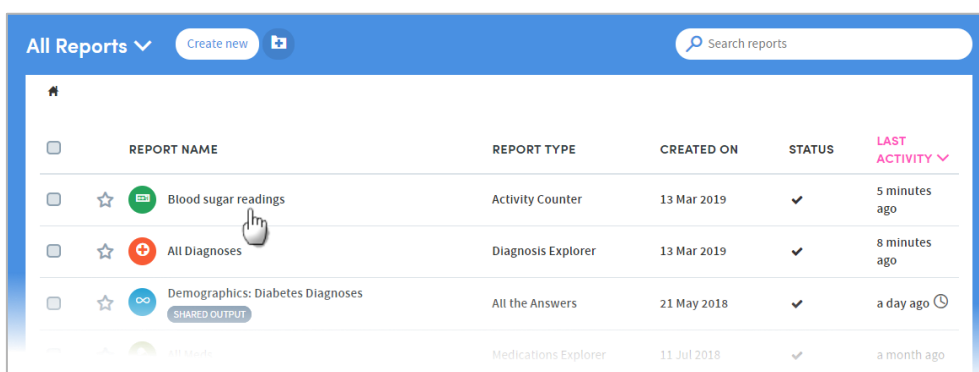 All Reports
Create new
Search reports
REPORT NAME
REPORT TYPE
CREATED ON
STATUS
LAST
ACTIVITY
Blood sugar readings
Activity Counter
13 Mar 2019
5 minutes
ago
All Diagnoses
Diagnosis Explorer
13 Mar 2019
8 minutes
ago
Demographics: Diabetes Diagnoses
SHARED OUTPUT
All the Answers
21 May 2018
a day ago
All Meds
Medications Explorer
11 Jul 2018
a month ago